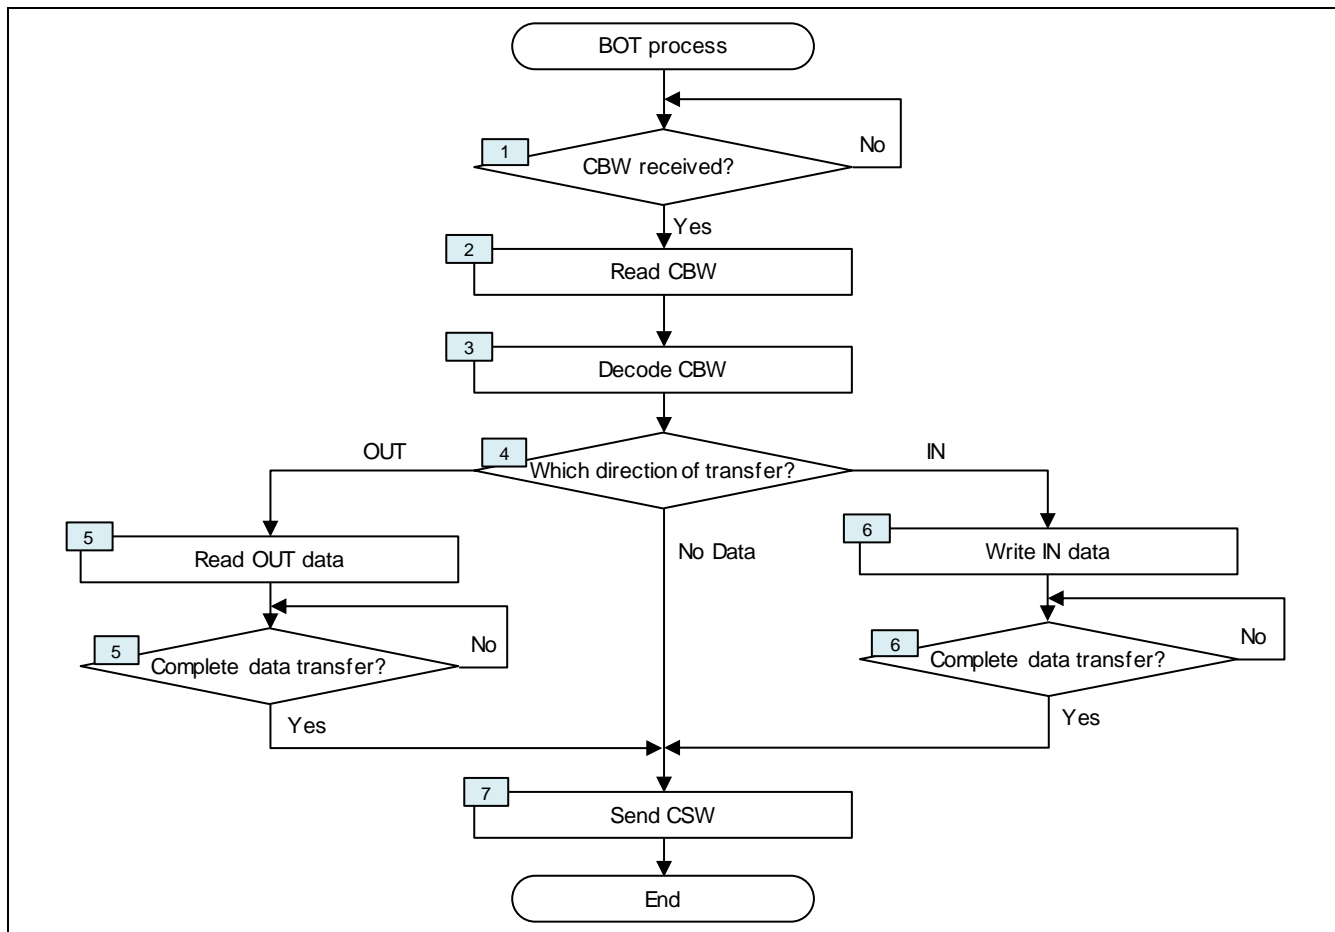 BOT process
No
1
CBW received?
Yes
2
Read CBW
3
Decode CBW
OUT
4
IN
Which direction of transfer?
5
Read OUT data
No Data
6
Write IN data
No
5
Complete data transfer?
Yes
No
6
Complete data transfer?
Yes
7
Send CSW
End